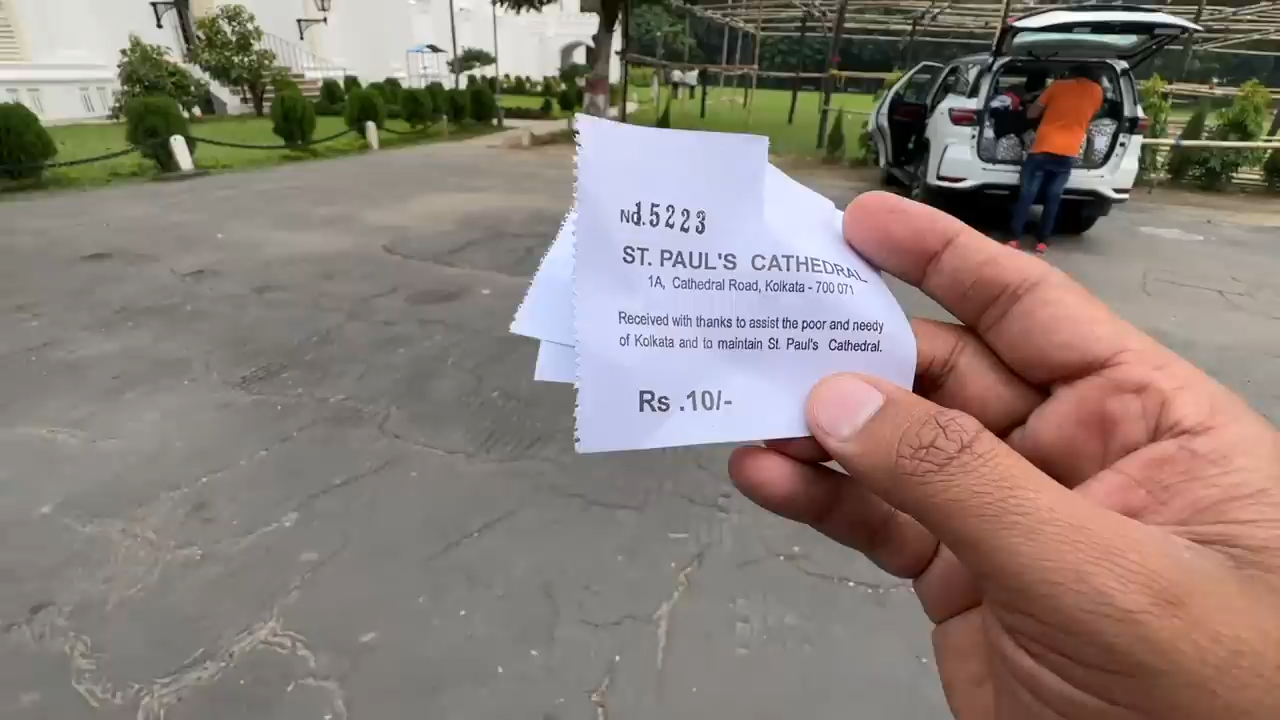 No.15223
ST. PAUL'S CATHEDRAL
1A, Cathedral Road, Kolkata - 700 071
Received with thanks to assist the poor and needy
of Kolkata and to maintain St. Paul's Cathedral.
Rs .10/-